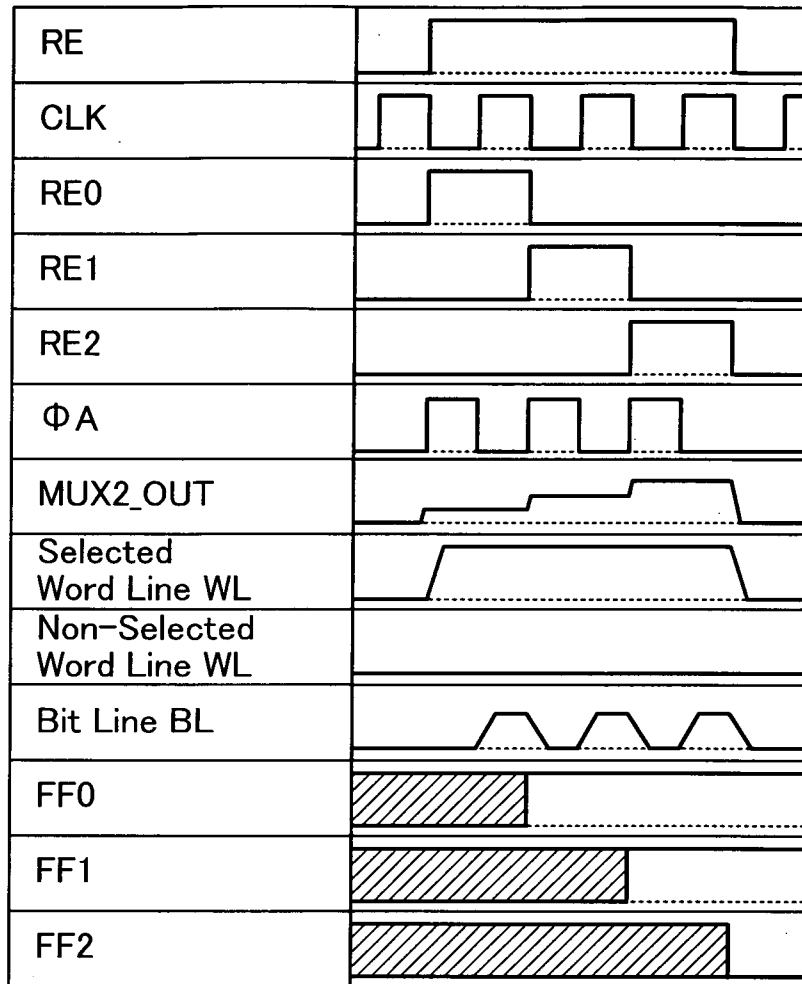 RE
CLK
RE0
RE1
RE2
ΦA
MUX2_OUT
Selected
Word Line WL
Non-Selected
Word Line WL
Bit Line BL
FF0
FF1
FF2